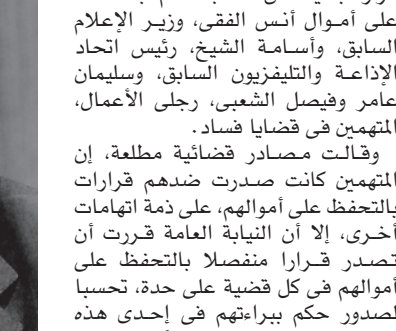 على أموال أنس الفقى، وزير الإعلام
السابق، وأسامة الشيخ، رئيس اتحاد
الإذاعة والتليفزيون السابق، وسليمان
عامر وفيصل الشعبى، رجلى الأعمال،
المتهمين فى قضايا فساد.
وقالت مصادر قضائية مطلعة، إن
المتهمين كانت صدرت ضدهم قرارات
بالتحفظ على أموالهم، على ذمة اتهامات
أخرى، إلا أن النيابة العامة قررت أن
تصدر قرارا منفصلا بالتحفظ على
أموالهم فى كل قضية على حدة، تحسبا
لصدور حكم ببراءتهم فى إحدى هذه